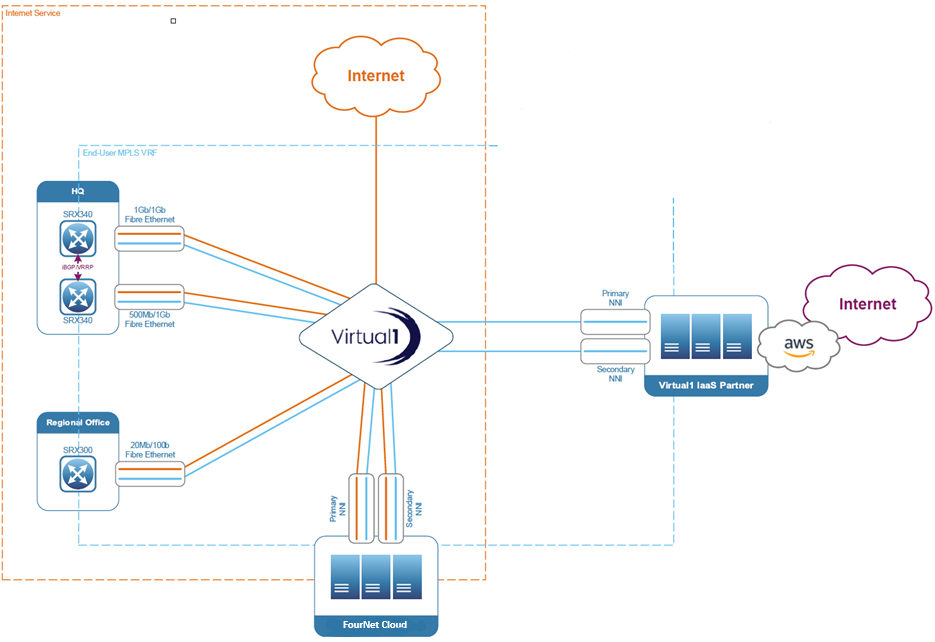 Internet Service
Internet
End-User MPLS VRF
HQ
SRX340
1Gb/1Gb
Fibre Ethernet
iBGP/VRRP
SRX340
500Mb/1Gb
Fibre Ethernet
Virtual1
Primary
NNI
Secondary
NNI
Virtual1 IaaS Partner
aws
Internet
Regional Office
SRX300
20Mb/100b
Fibre Ethernet
Primary
NNI
Secondary
NNI
FourNet Cloud